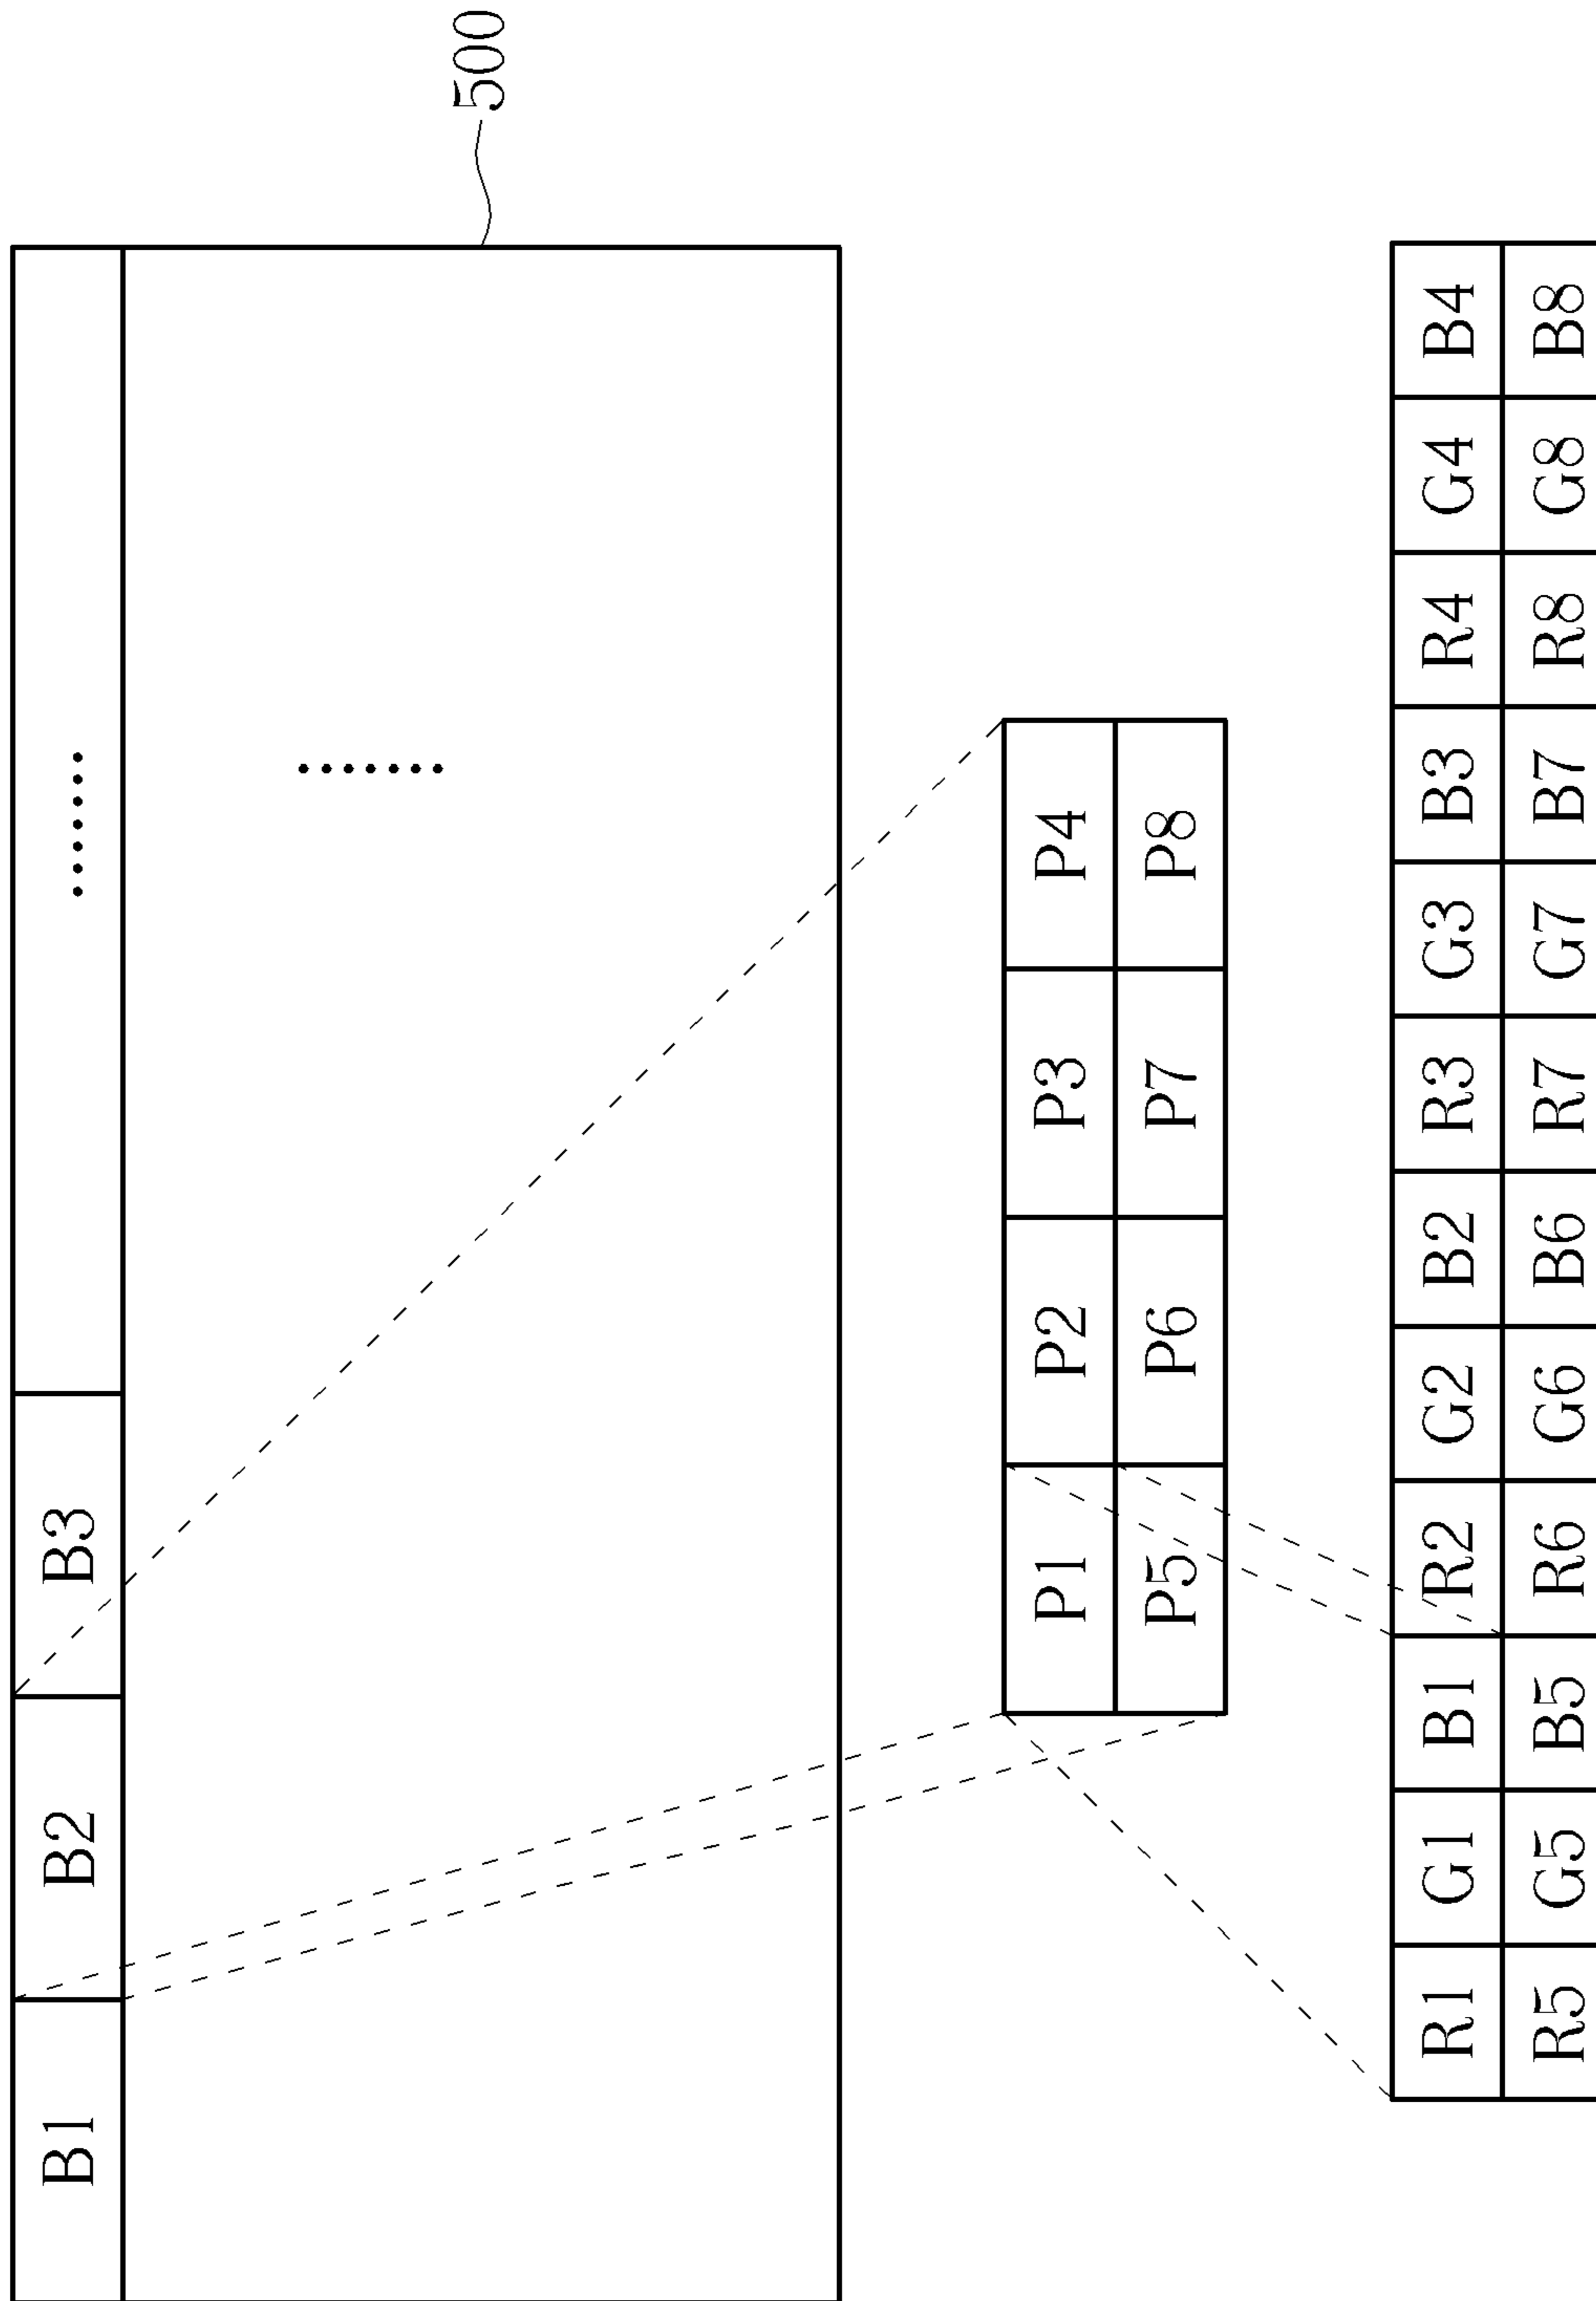 500
B1 B2 B3 .......
.......
P1 P2 P3 P4
P5 P6 P7 P8
R1 G1 B1 R2 G2 B2 R3 G3 B3 R4 G4 B4
R5 G5 B5 R6 G6 B6 R7 G7 B7 R8 G8 B8